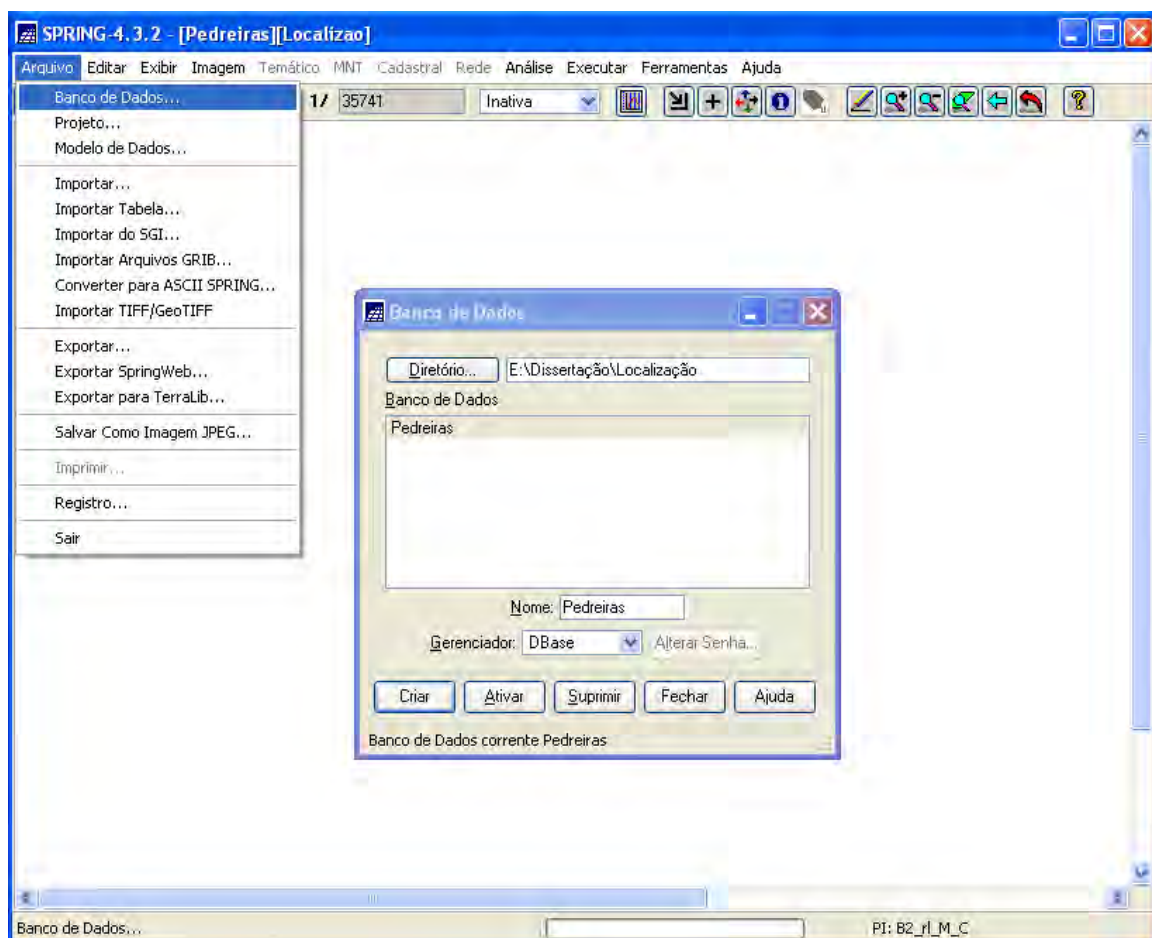 SPRING-4.3.2 - [Pedreiras][Localizao]
Arquivo Editar Exibir Imagem Temático MNT Cadastral Rede Análise Executar Ferramentas Ajuda
1/ 35741 Inativa
Banco de Dados...
Projeto...
Modelo de Dados...
Importar...
Importar Tabela...
Importar do SGI...
Importar Arquivos GRIB...
Converter para ASCII SPRING...
Importar TIFF/GeoTIFF
Exportar...
Exportar SpringWeb...
Exportar para TerraLib...
Salvar Como Imagem JPEG...
Imprimir...
Registro...
Sair
Banco de Dados
Diretório... E:\Dissertação\Localização
Banco de Dados
Pedreiras
Nome: Pedreiras
Gerenciador: DBase Alterar Senha...
Criar Ativar Suprimir Fechar Ajuda
Banco de Dados corrente Pedreiras
Banco de Dados... PI: B2_rl_M_C